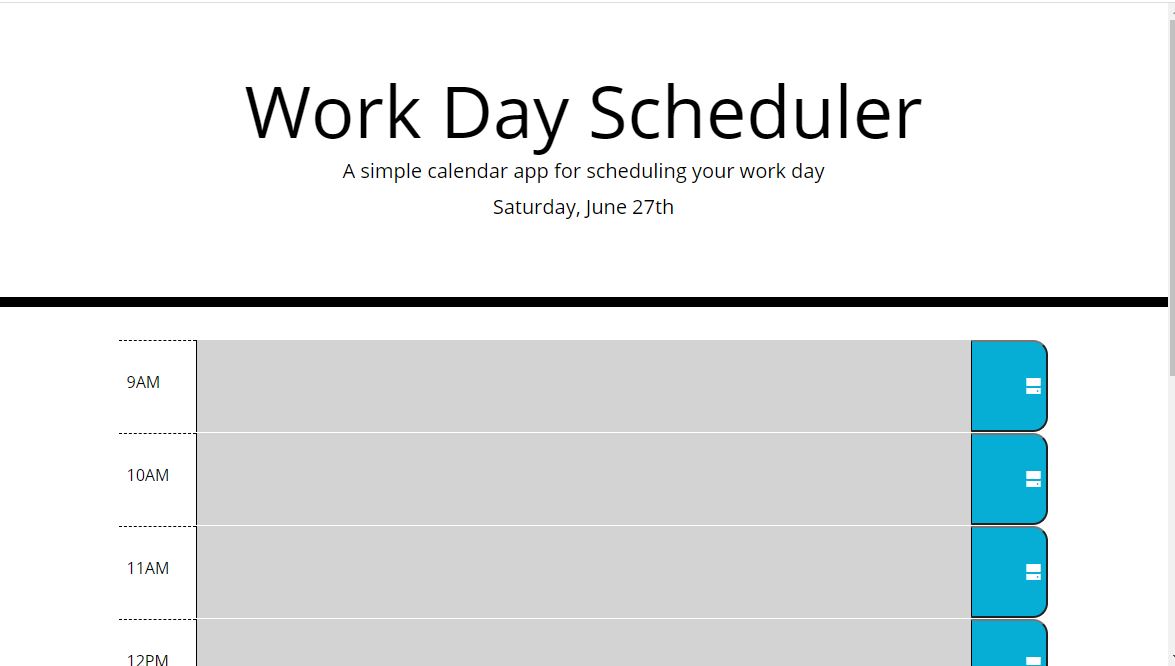 Work Day Scheduler
A simple calendar app for scheduling your work day
Saturday, June 27th
9AM
10AM
11AM
12PM